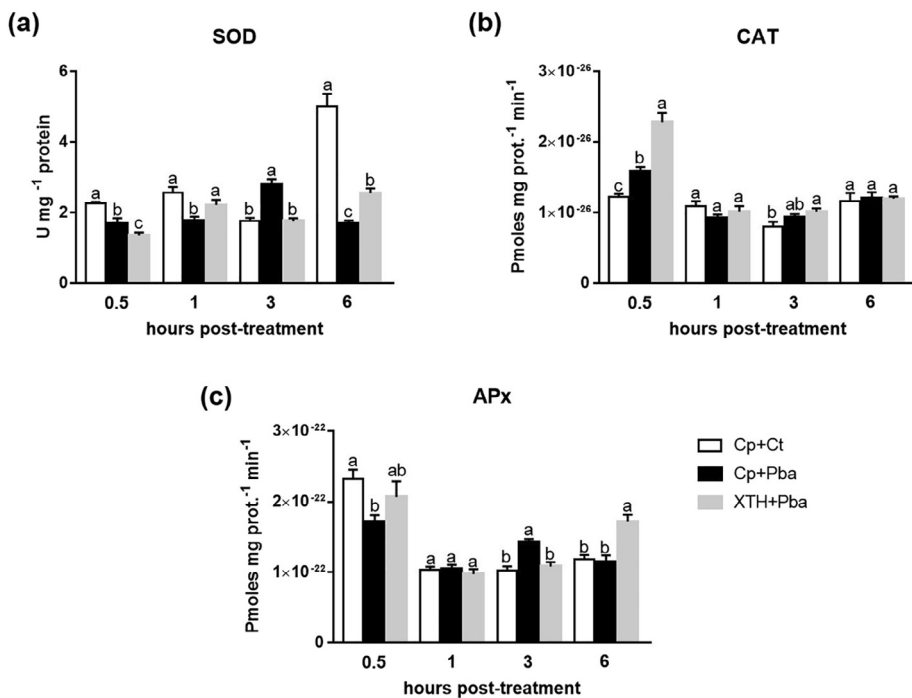 (a)
SOD
U mg ⁻¹ protein
6
4
2
0
a b c
a b a
b a b
a c b
0.5 1 3 6
hours post-treatment
(b)
CAT
Pmoles mg prot.⁻¹ min⁻¹
3×10⁻²⁶
2×10⁻²⁶
1×10⁻²⁶
0
c b a
a a a
b ab a
a a a
0.5 1 3 6
hours post-treatment
(c)
APx
Pmoles mg prot.⁻¹ min⁻¹
3×10⁻²²
2×10⁻²²
1×10⁻²²
0
a b ab
a a a
b a b
b b a
0.5 1 3 6
hours post-treatment
Cp+Ct
Cp+Pba
XTH+Pba